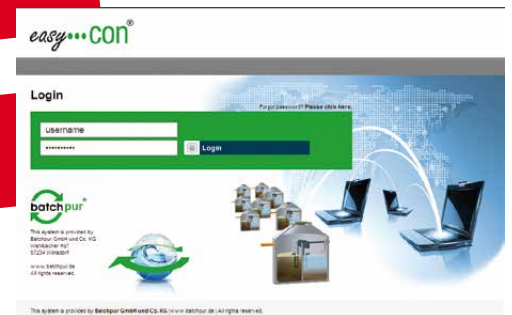 easy•••con®
Login
Forgot password? Please click here.
username
Login
batchpur®
This system is provided by
Batchpur GmbH und Co. KG
57234 Wilnsdorf
www.batchpur.de
All rights reserved.
This system is provided by Batchpur GmbH und Co. KG | www.batchpur.de | All rights reserved.